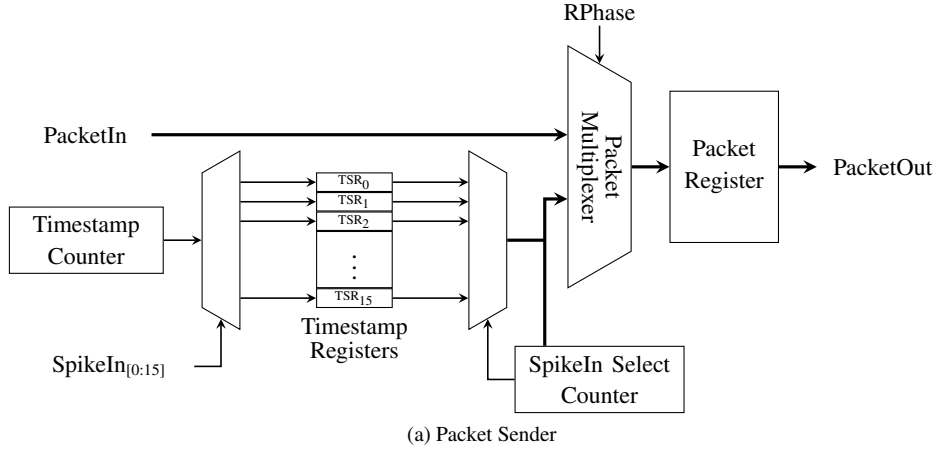 RPhase
PacketIn
Packet
Multiplexer
Packet
Register
PacketOut
Timestamp
Counter
TSR0
TSR1
TSR2
TSR15
Timestamp
Registers
SpikeIn[0:15]
SpikeIn Select
Counter
(a) Packet Sender